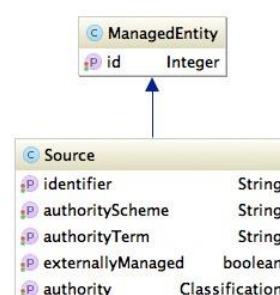 C ManagedEntity
P id Integer
C Source
P identifier String
P authorityScheme String
P authorityTerm String
P externallyManaged boolean
P authority Classification